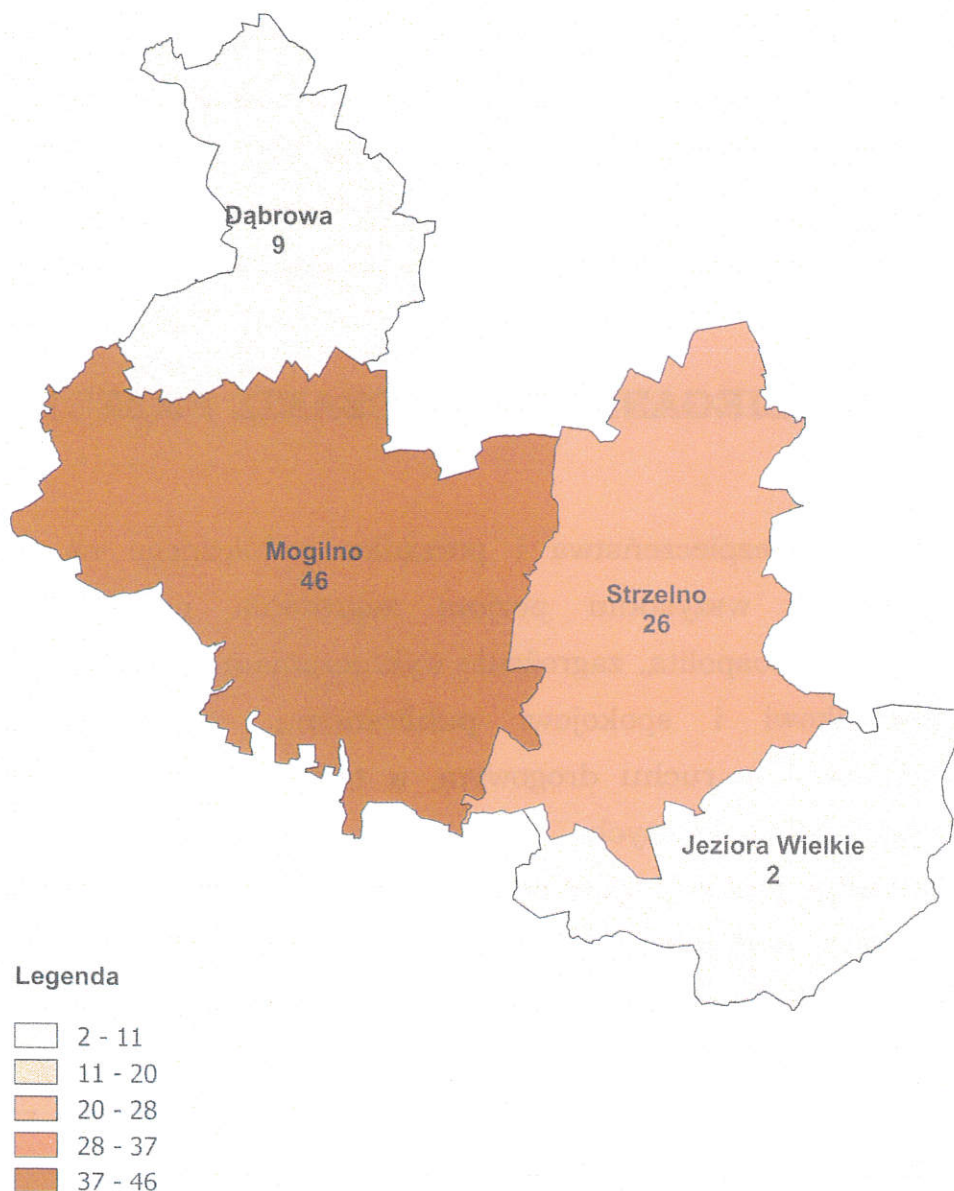 Dąbrowa
9
Mogilno
46
Strzelno
26
Jeziora Wielkie
2
Legenda
2 - 11
11 - 20
20 - 28
28 - 37
37 - 46